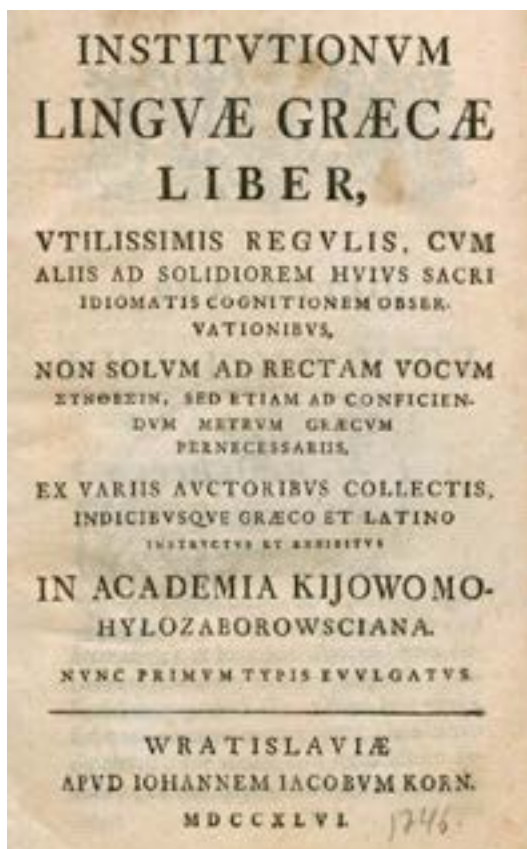 INSTITVTIONVM
LINGVÆ GRÆCÆ
LIBER,
VTILISSIMIS REGVLIS, CVM
ALIIS AD SOLIDIOREM HVIVS SACRI
IDIOMATIS COGNITIONEM OBSER-
VATIONIBVS,
NON SOLVM AD RECTAM VOCVM
ΣΥΝΘΕΣΙΝ, SED ETIAM AD CONFICIEN-
DVM METRVM GRÆCVM
PERNECESSARIIS,
EX VARIIS AVCTORIBVS COLLECTIS,
INDICIBVSQVE GRÆCO ET LATINO
INSTRVCTVS ET EXHIBITVS
IN ACADEMIA KIJOWOMO-
HYLOZABOROWSCIANA.
NVNC PRIMVM TYPIS EVVLGATVS
WRATISLAVIÆ
APVD IOHANNEM IACOBVM KORN.
MDCCXLVI.
1746.